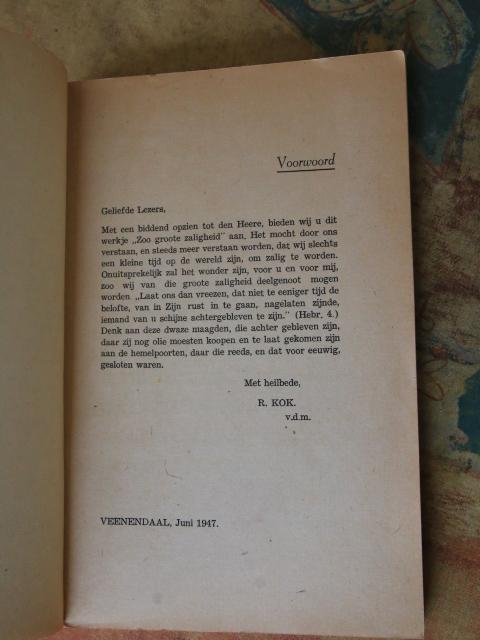 Voorwoord
Geliefde Lezers,
Met een biddend opzien tot den Heere, bieden wij u dit
werkje „Zoo groote zaligheid" aan. Het mocht door ons
verstaan, en steeds meer verstaan worden, dat wij slechts
een kleine tijd op de wereld zijn, om zalig te worden.
Onuitsprekelijk zal het wonder zijn, voor u en voor mij,
zoo wij van die groote zaligheid deelgenoot mogen
worden „Laat ons dan vreezen, dat niet te eeniger tijd de
belofte, van in Zijn rust in te gaan, nagelaten zijnde,
iemand van u schijne achtergebleven te zijn." (Hebr. 4.)
Denk aan deze dwaze maagden, die achter gebleven zijn,
daar zij nog olie moesten koopen en te laat gekomen zijn
aan de hemelpoorten, daar die reeds, en dat voor eeuwig,
gesloten waren.
Met heilbede,
R. KOK.
v.d.m.
VEENENDAAL, Juni 1947.